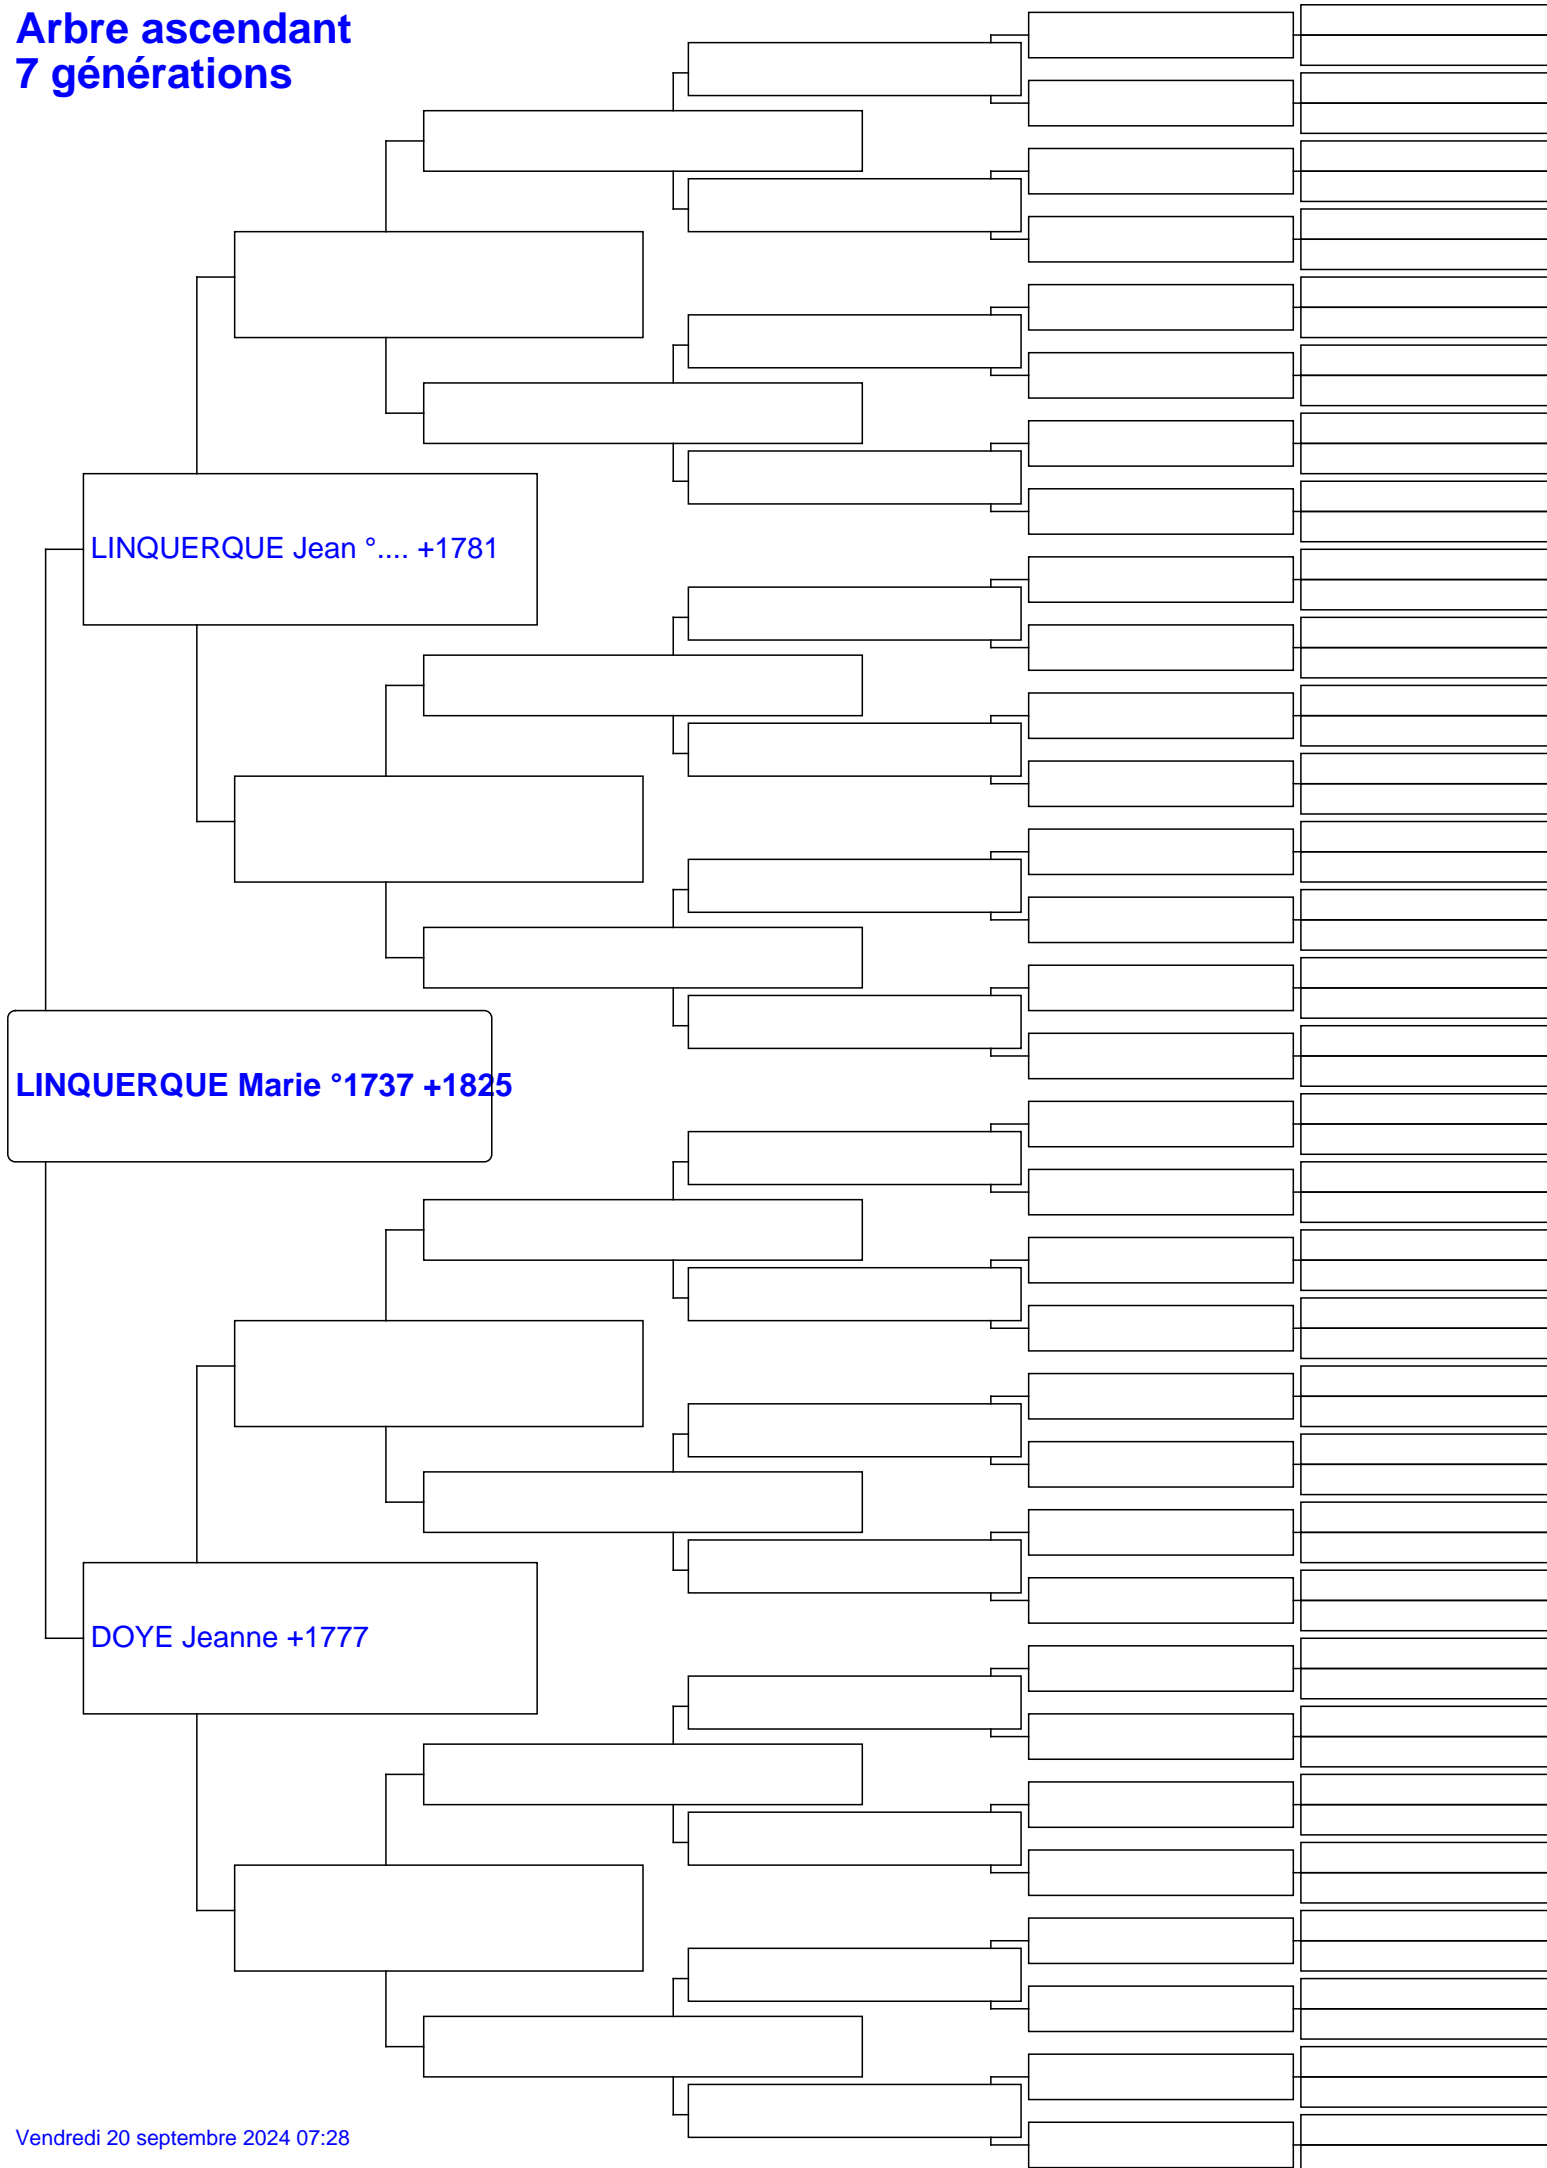 Arbre ascendant
7 générations
LINQUERQUE Jean °.... +1781
LINQUERQUE Marie °1737 +1825
DOYE Jeanne +1777
Vendredi 20 septembre 2024 07:28